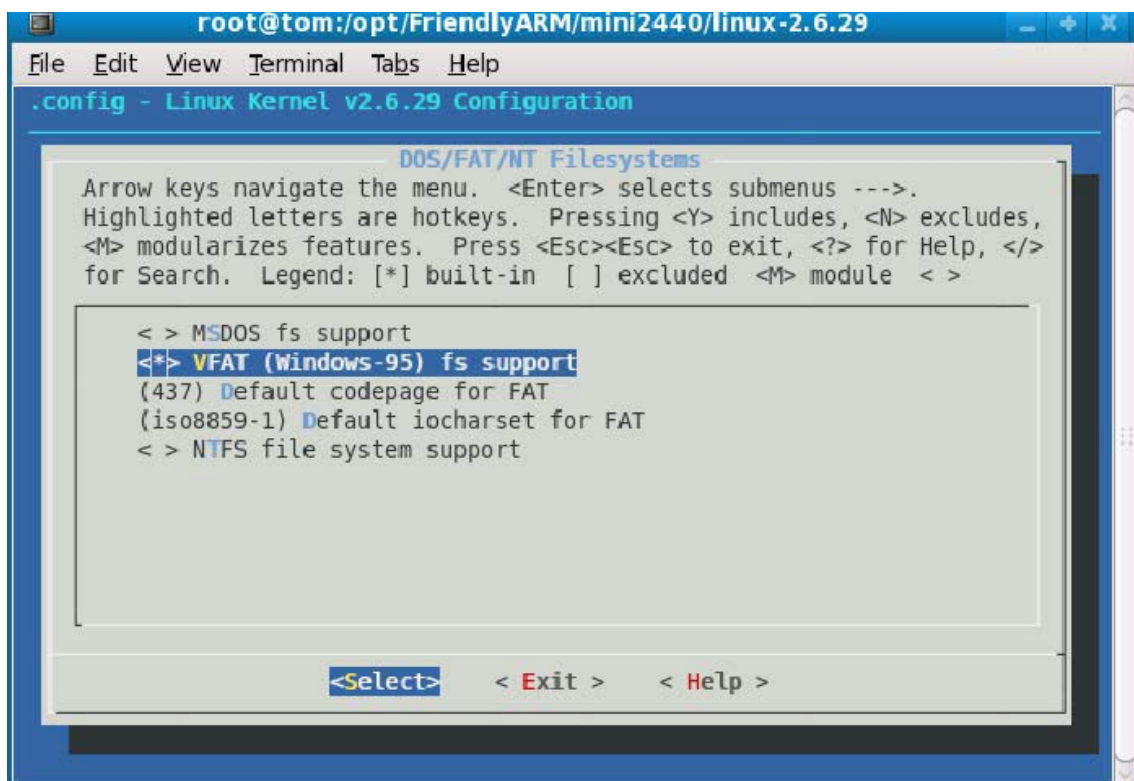 root@tom:/opt/FriendlyARM/mini2440/linux-2.6.29
File Edit View Terminal Tabs Help
.config - Linux Kernel v2.6.29 Configuration
DOS/FAT/NT Filesystems
Arrow keys navigate the menu. <Enter> selects submenus --->.
Highlighted letters are hotkeys. Pressing <Y> includes, <N> excludes,
<M> modularizes features. Press <Esc><Esc> to exit, <?> for Help, </>
for Search. Legend: [*] built-in [ ] excluded <M> module < >
< > MSDOS fs support
<*> VFAT (Windows-95) fs support
(437) Default codepage for FAT
(iso8859-1) Default iocharset for FAT
< > NTFS file system support
<Select> < Exit > < Help >